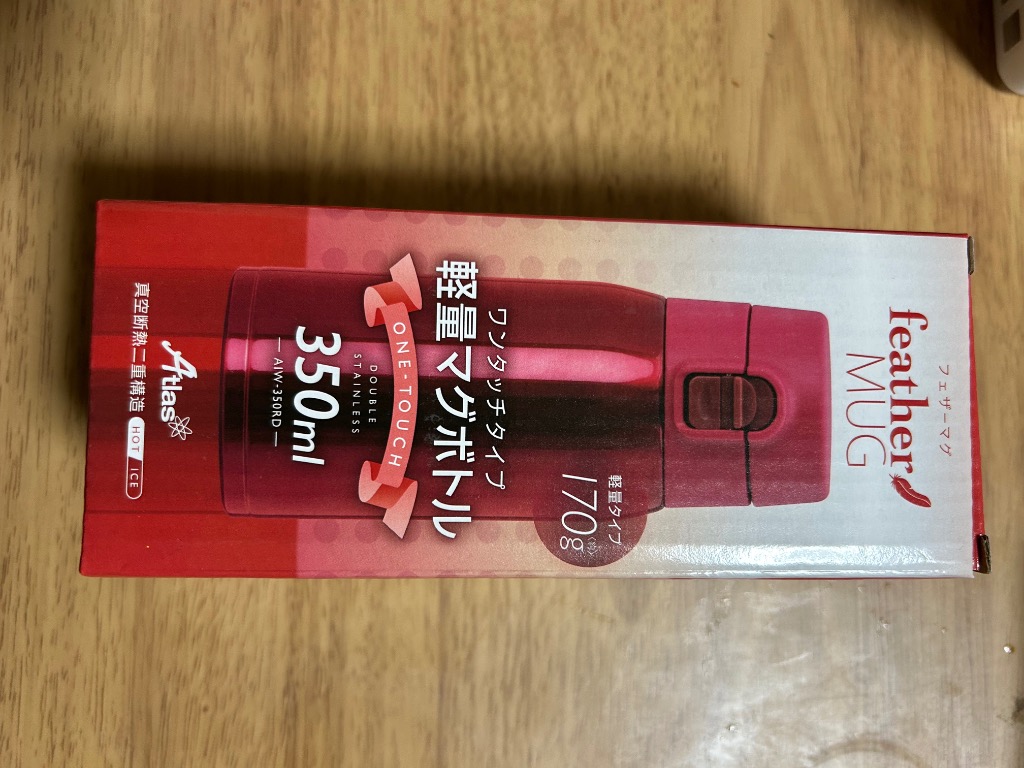 フェザーマグ
feather
MUG
軽量タイプ
170g(約)
ワンタッチタイプ
軽量マグボトル
ONE-TOUCH
DOUBLE
STAINLESS
350ml
AIW-350RD
Atlas
真空断熱二重構造 HOT ICE